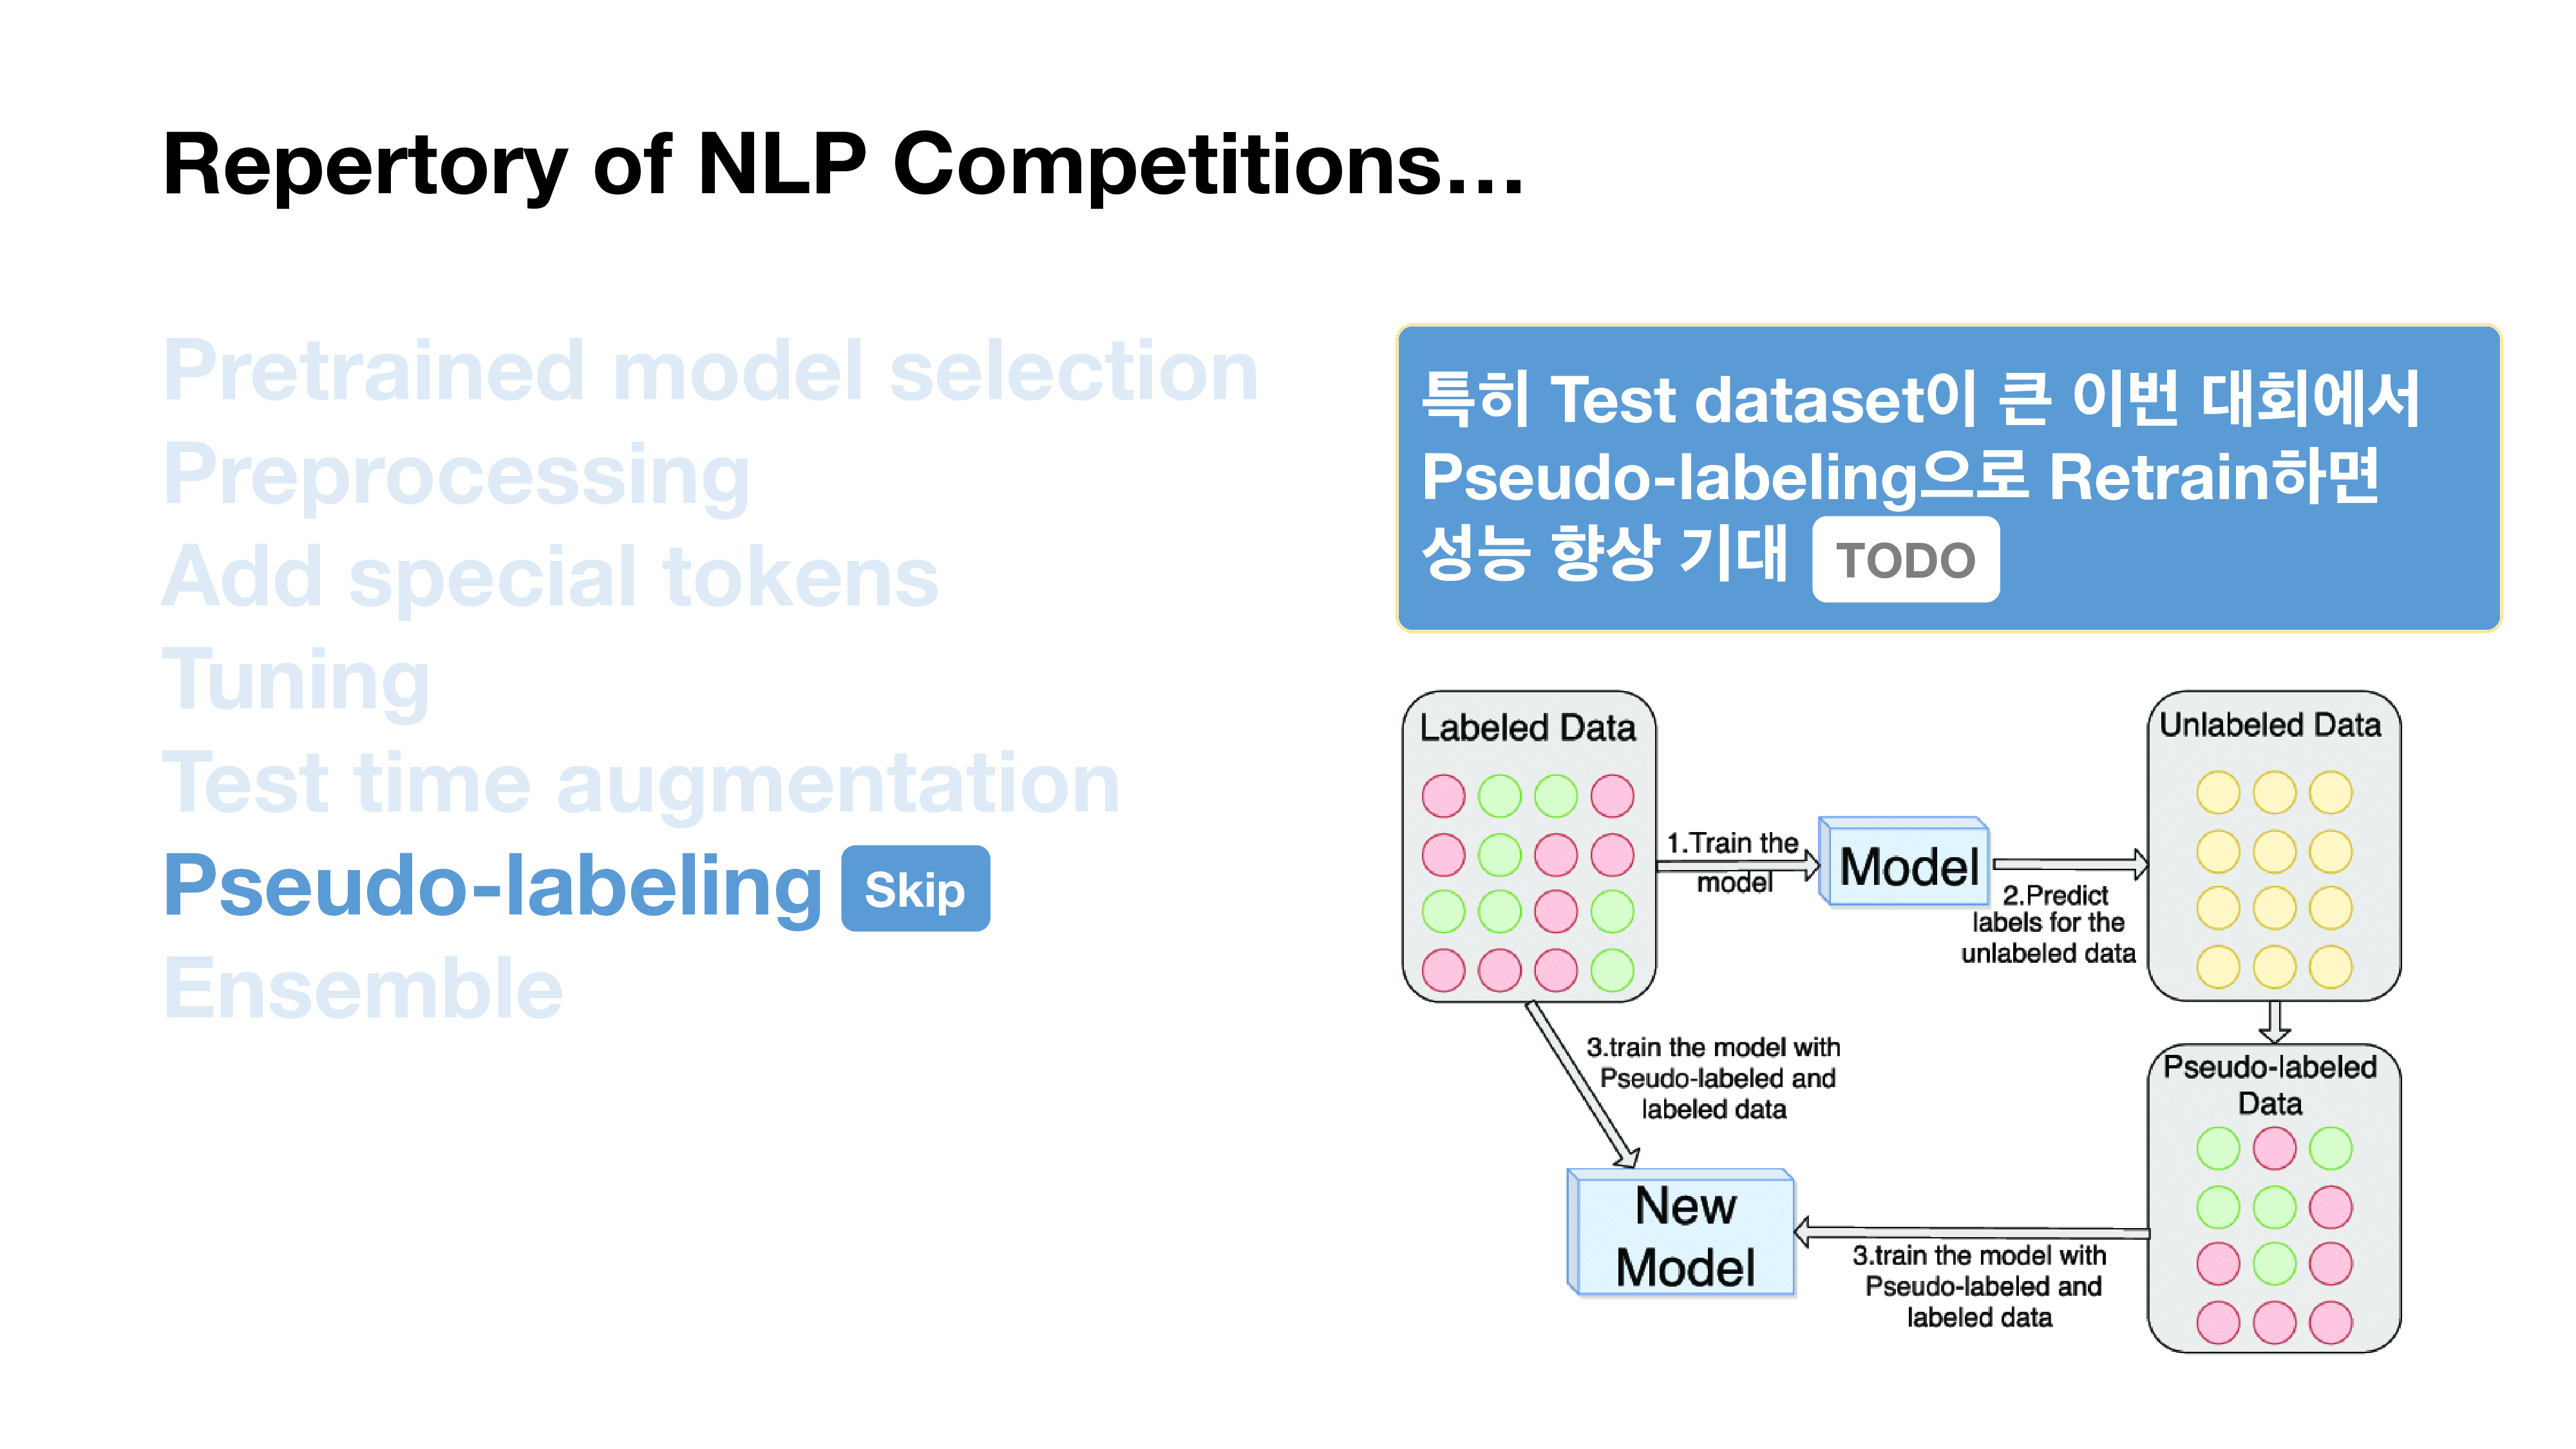 Repertory of NLP Competitions...
Pretrained model selection
Preprocessing
Add special tokens
Tuning
Test time augmentation
Pseudo-labeling Skip
Ensemble
특히 Test dataset이 큰 이번 대회에서
Pseudo-labeling으로 Retrain하면
성능 향상 기대 TODO
Labeled Data
1.Train the
model
Model
2.Predict
labels for the
unlabeled data
Unlabeled Data
Pseudo-labeled
Data
3.train the model with
Pseudo-labeled and
labeled data
New
Model
3.train the model with
Pseudo-labeled and
labeled data